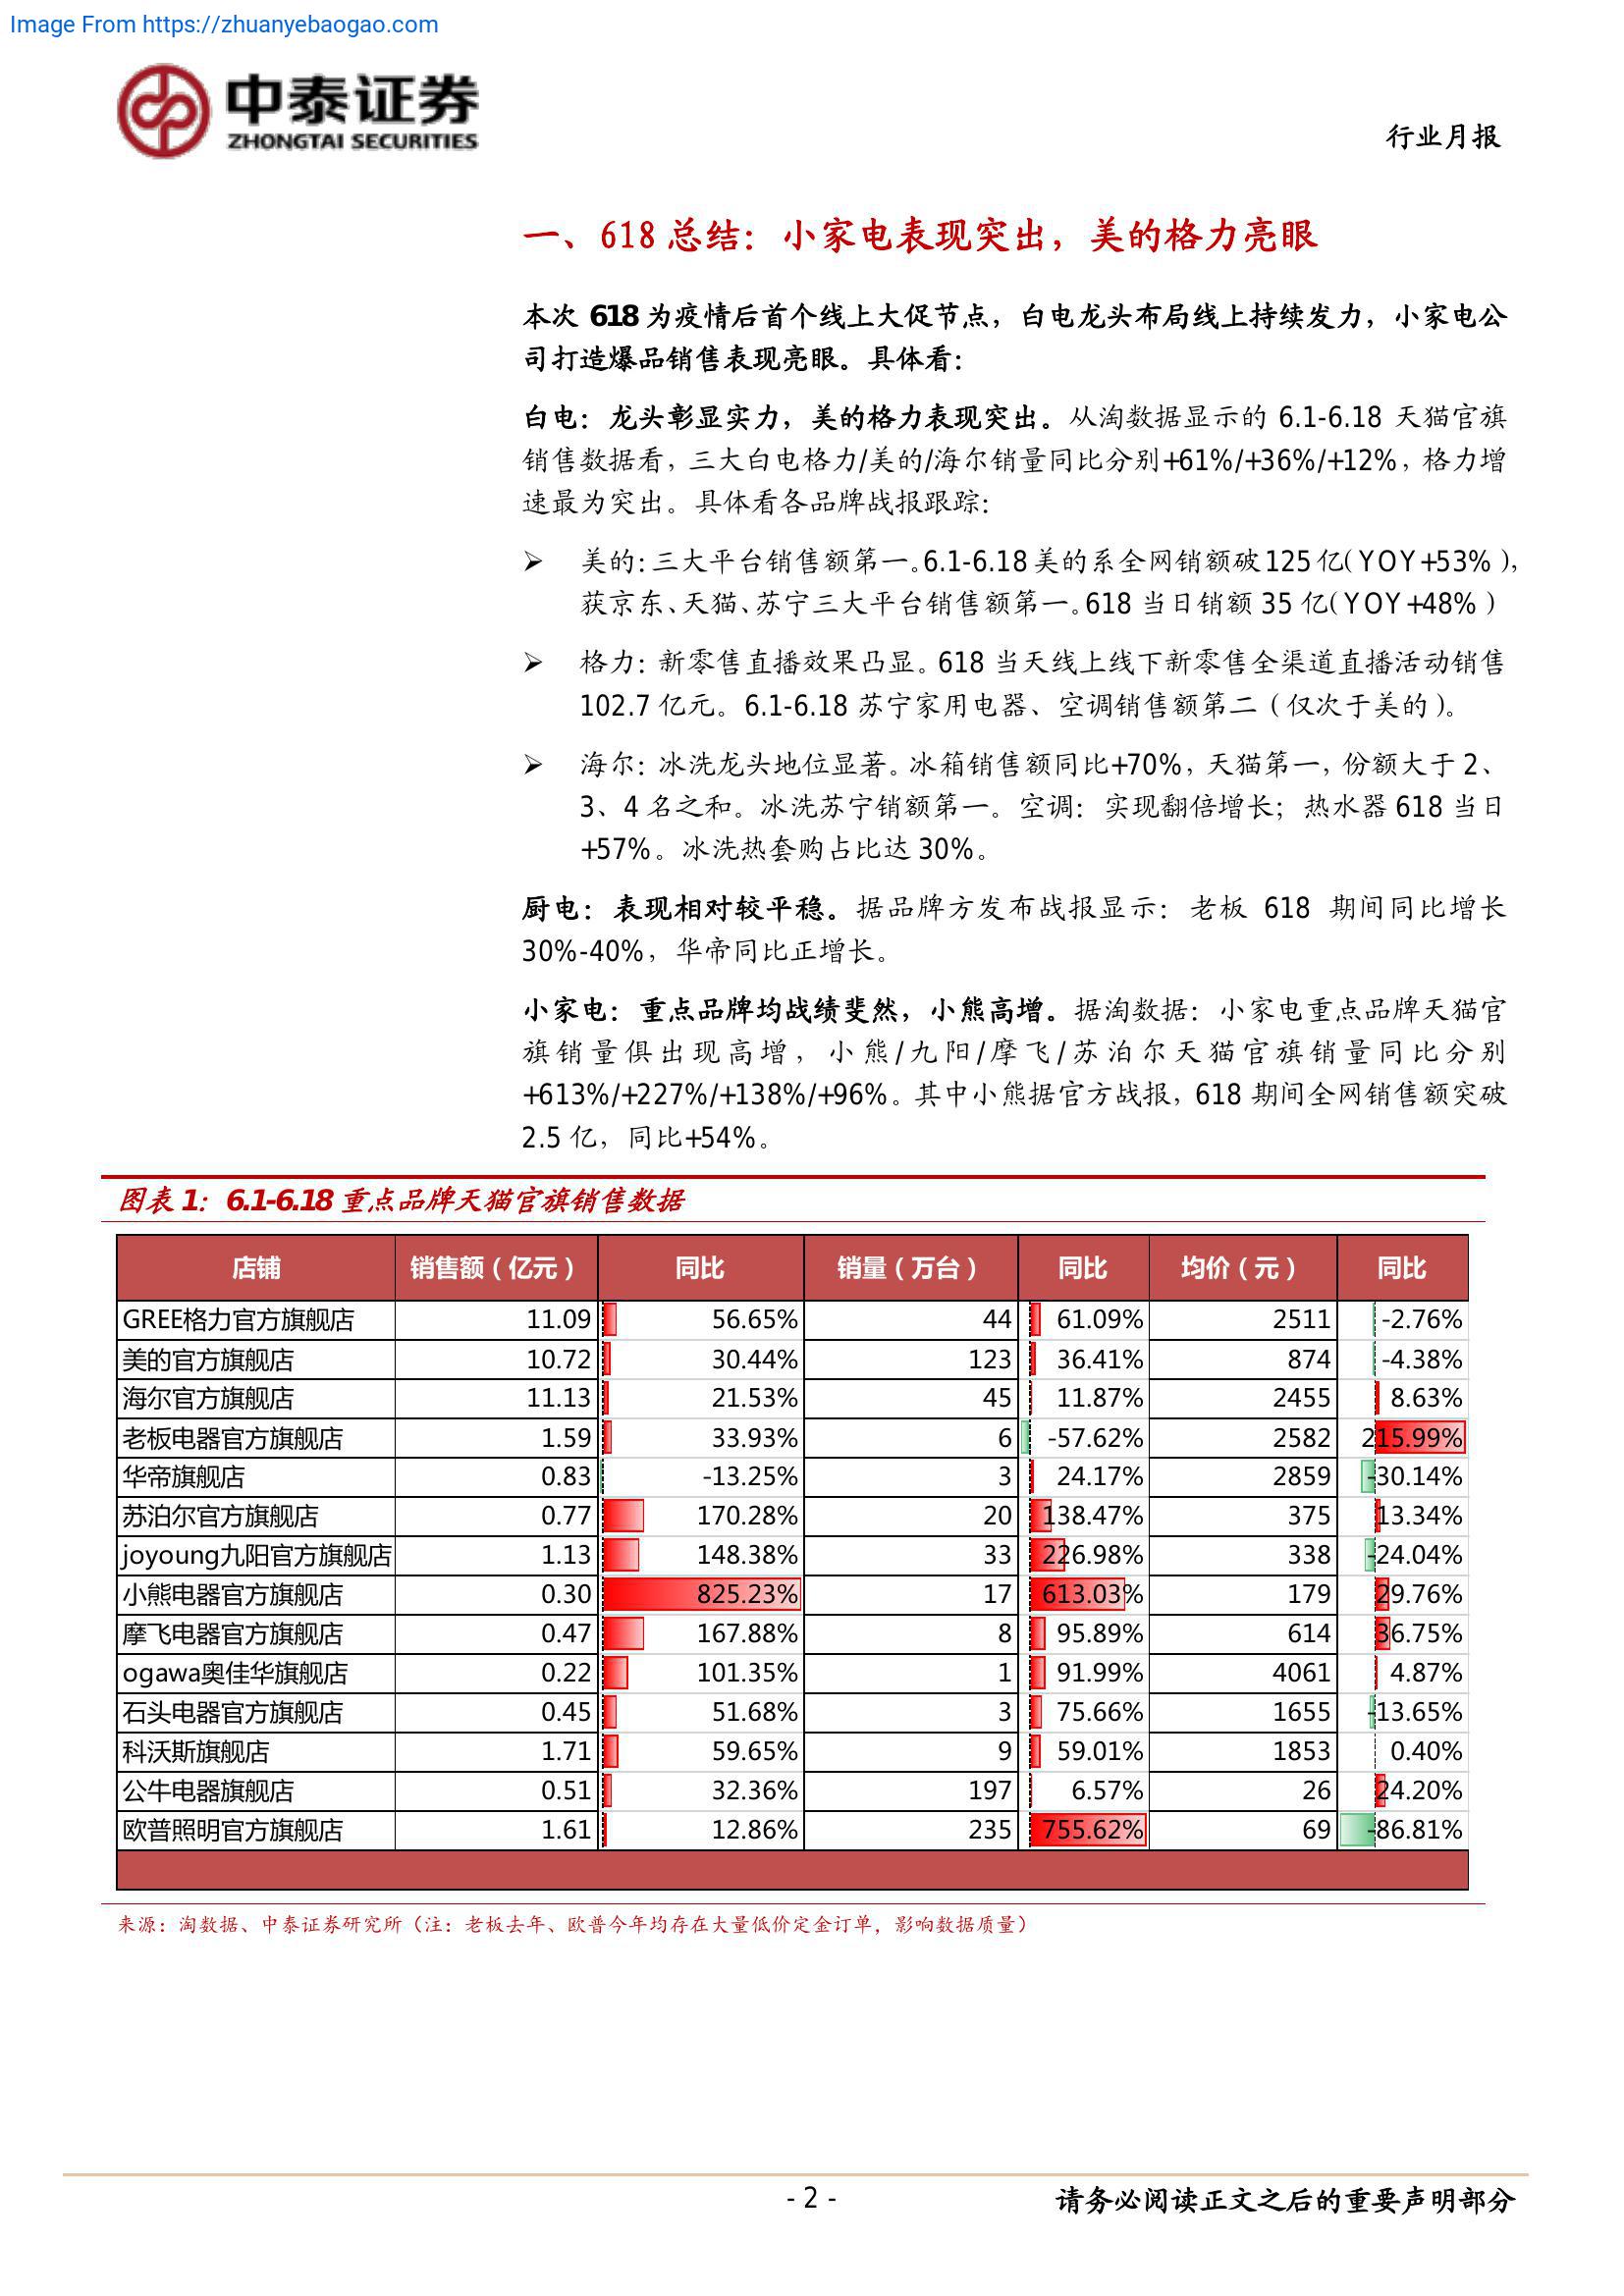 Image From https://zhuanyebaogao.com
中泰证券
ZHONGTAI SECURITIES
行业月报
一、618 总结：小家电表现突出，美的格力亮眼
本次 618 为疫情后首个线上大促节点，白电龙头布局线上持续发力，小家电公
司打造爆品销售表现亮眼。具体看：
白电：龙头彰显实力，美的格力表现突出。从淘数据显示的 6.1-6.18 天猫官旗
销售数据看，三大白电格力/美的/海尔销量同比分别+61%/+36%/+12%，格力增
速最为突出。具体看各品牌战报跟踪：
➢ 美的：三大平台销售额第一。6.1-6.18 美的系全网销额破 125 亿（YOY+53%），
获京东、天猫、苏宁三大平台销售额第一。618 当日销额 35 亿（YOY+48%）
➢ 格力：新零售直播效果凸显。618 当天线上线下新零售全渠道直播活动销售
102.7 亿元。6.1-6.18 苏宁家用电器、空调销售额第二（仅次于美的）。
➢ 海尔：冰洗龙头地位显著。冰箱销售额同比+70%，天猫第一，份额大于 2、
3、4 名之和。冰洗苏宁销额第一。空调：实现翻倍增长；热水器 618 当日
+57%。冰洗热套购占比达 30%。
厨电：表现相对较平稳。据品牌方发布战报显示：老板 618 期间同比增长
30%-40%，华帝同比正增长。
小家电：重点品牌均战绩斐然，小熊高增。据淘数据：小家电重点品牌天猫官
旗销量俱出现高增，小熊/九阳/摩飞/苏泊尔天猫官旗销量同比分别
+613%/+227%/+138%/+96%。其中小熊据官方战报，618 期间全网销售额突破
2.5 亿，同比+54%。
图表 1：6.1-6.18 重点品牌天猫官旗销售数据
店铺 销售额（亿元） 同比 销量（万台） 同比 均价（元） 同比
GREE格力官方旗舰店 11.09 56.65% 44 61.09% 2511 -2.76%
美的官方旗舰店 10.72 30.44% 123 36.41% 874 -4.38%
海尔官方旗舰店 11.13 21.53% 45 11.87% 2455 8.63%
老板电器官方旗舰店 1.59 33.93% 6 -57.62% 2582 215.99%
华帝旗舰店 0.83 -13.25% 3 24.17% 2859 -30.14%
苏泊尔官方旗舰店 0.77 170.28% 20 138.47% 375 13.34%
joyoung九阳官方旗舰店 1.13 148.38% 33 226.98% 338 -24.04%
小熊电器官方旗舰店 0.30 825.23% 17 613.03% 179 29.76%
摩飞电器官方旗舰店 0.47 167.88% 8 95.89% 614 36.75%
ogawa奥佳华旗舰店 0.22 101.35% 1 91.99% 4061 4.87%
石头电器官方旗舰店 0.45 51.68% 3 75.66% 1655 -13.65%
科沃斯旗舰店 1.71 59.65% 9 59.01% 1853 0.40%
公牛电器旗舰店 0.51 32.36% 197 6.57% 26 24.20%
欧普照明官方旗舰店 1.61 12.86% 235 755.62% 69 -86.81%
来源：淘数据、中泰证券研究所（注：老板去年、欧普今年均存在大量低价定金订单，影响数据质量）
- 2 -
请务必阅读正文之后的重要声明部分